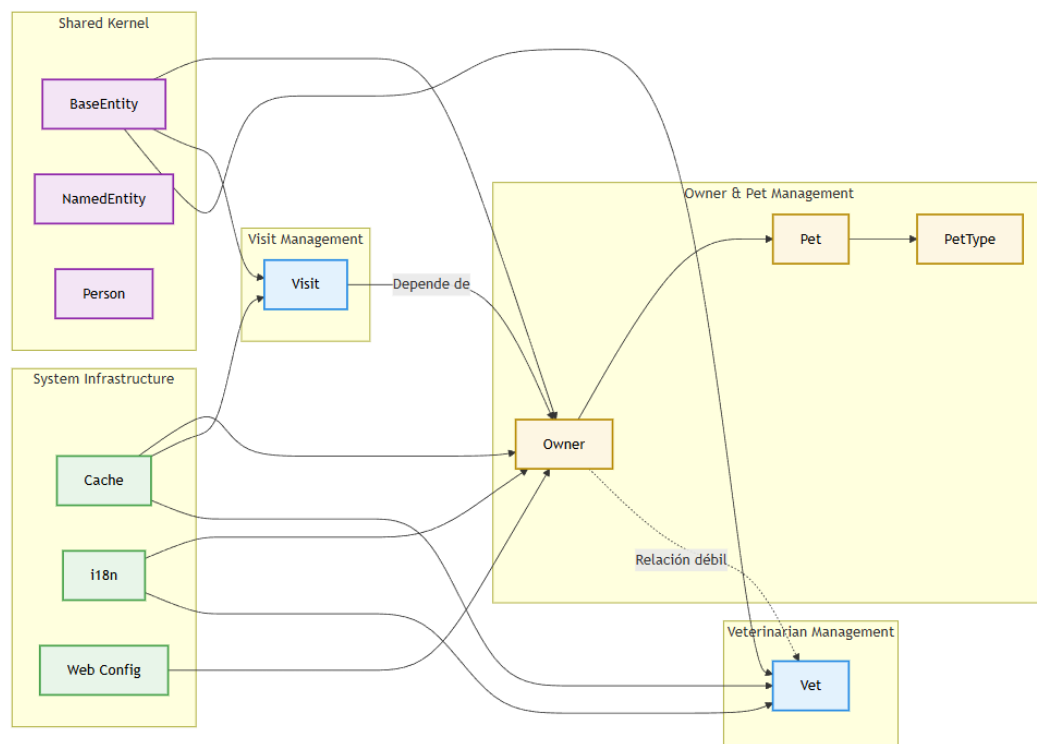 Shared Kernel
BaseEntity
NamedEntity
Person
Visit Management
Visit
Depende de
Owner & Pet Management
Pet
PetType
Owner
Relación débil
System Infrastructure
Cache
i18n
Web Config
Veterinarian Management
Vet